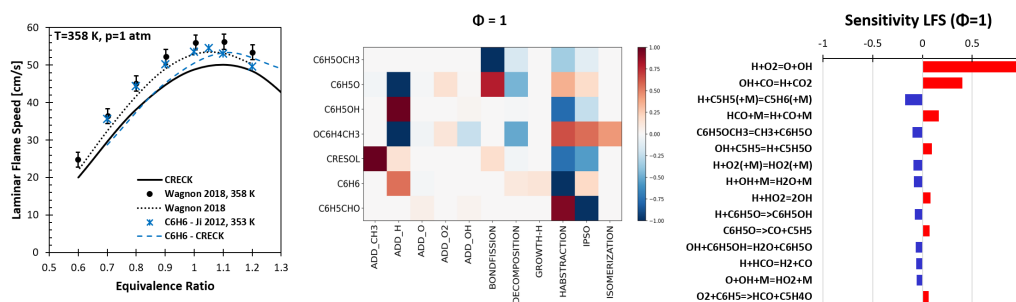 T=358 K, p=1 atm
Laminar Flame Speed [cm/s]
60
50
40
30
20
10
0
CRECK
Wagnon 2018, 358 K
Wagnon 2018
C6H6 - Ji 2012, 353 K
C6H6 - CRECK
0.5 0.6 0.7 0.8 0.9 1 1.1 1.2 1.3
Equivalence Ratio
Φ = 1
C6H5OCH3
C6H5O
C6H5OH
OC6H4CH3
CRESOL
C6H6
C6H5CHO
ADD_CH3
ADD_H
ADD_O
ADD_O2
ADD_OH
BONDFISSION
DECOMPOSITION
GROWTH-H
HABSTRACTION
IPSO
ISOMERIZATION
1.00
0.75
0.50
0.25
0.00
−0.25
−0.50
−0.75
−1.00
Sensitivity LFS (Φ=1)
-1 -0.5 0 0.5
H+O2=O+OH
OH+CO=H+CO2
H+C5H5(+M)=C5H6(+M)
HCO+M=H+CO+M
C6H5OCH3=CH3+C6H5O
OH+C5H5=H+C5H5O
H+O2(+M)=HO2(+M)
H+OH+M=H2O+M
H+HO2=2OH
H+C6H5O=>C6H5OH
C6H5O=>CO+C5H5
OH+C6H5OH=H2O+C6H5O
H+HCO=H2+CO
O+OH+M=HO2+M
O2+C6H5=>HCO+C5H4O